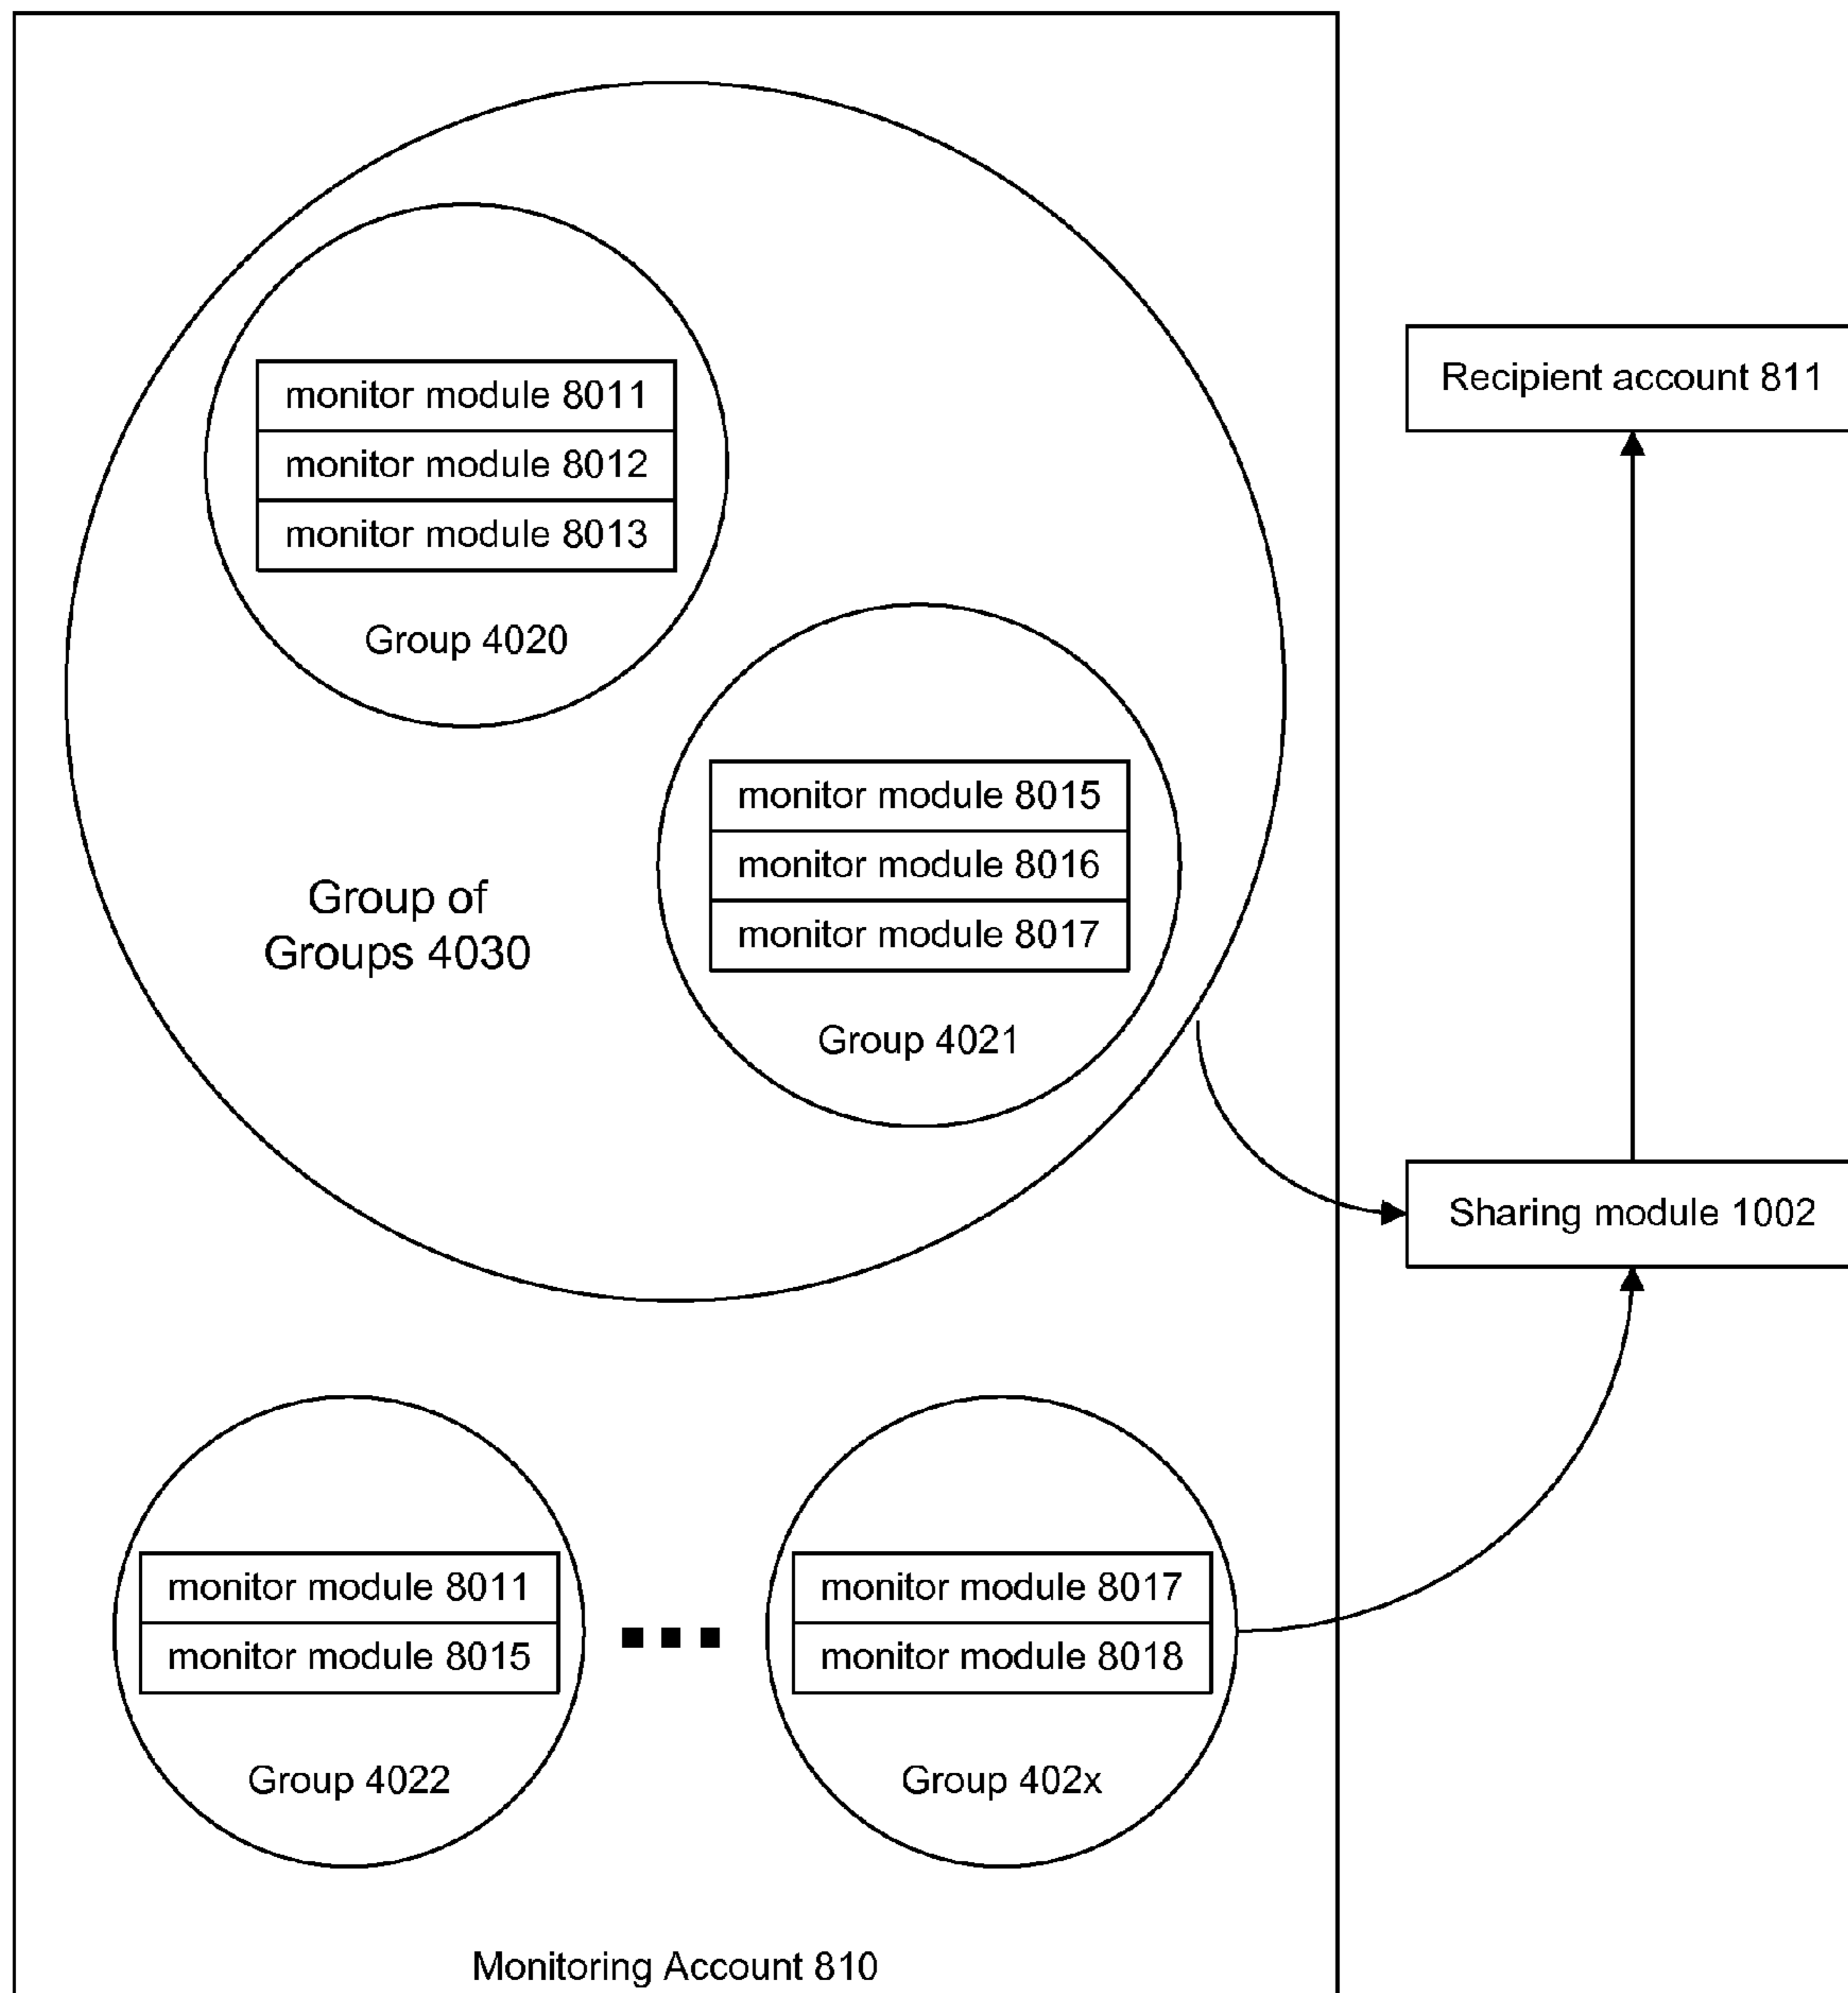 monitor module 8011
monitor module 8012
monitor module 8013
Group 4020
Recipient account 811
monitor module 8015
monitor module 8016
monitor module 8017
Group 4021
Group of
Groups 4030
Sharing module 1002
monitor module 8011
monitor module 8015
Group 4022
monitor module 8017
monitor module 8018
Group 402x
Monitoring Account 810